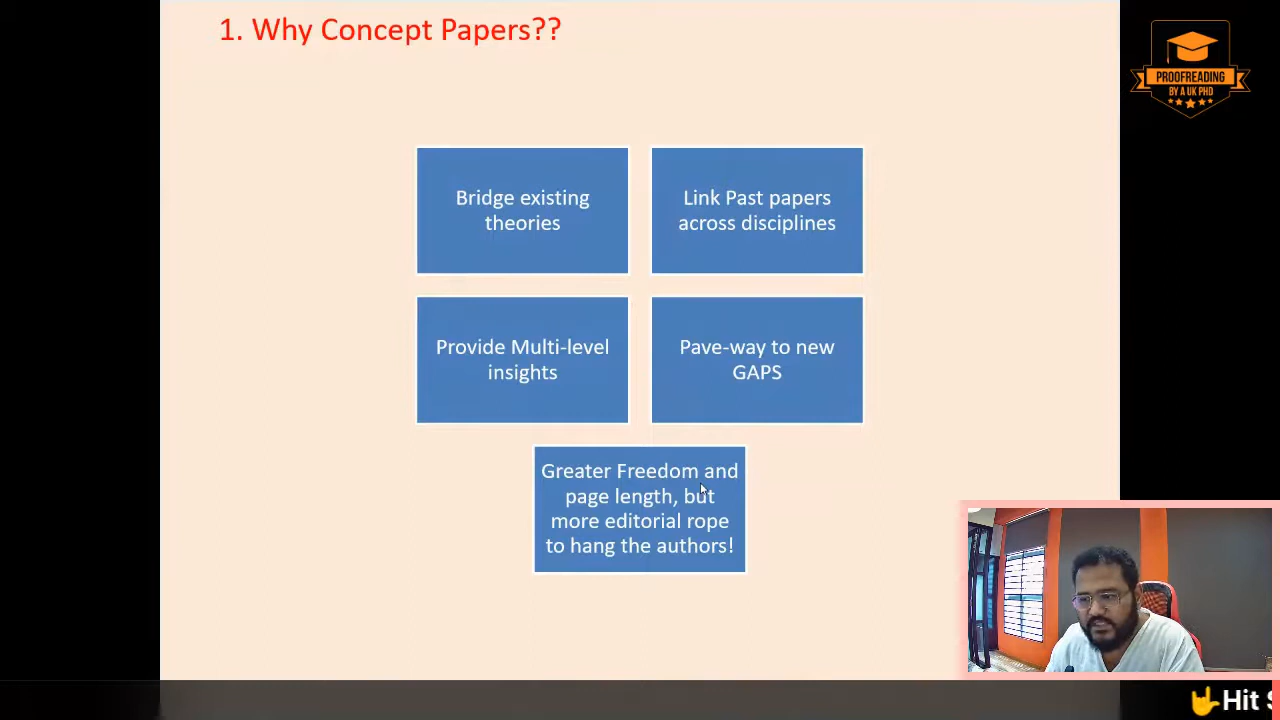 1. Why Concept Papers??
PROOFREADING
BY A UK PHD
Bridge existing
theories
Link Past papers
across disciplines
Provide Multi-level
insights
Pave-way to new
GAPS
Greater Freedom and
page length, but
more editorial rope
to hang the authors!
🤟Hit S